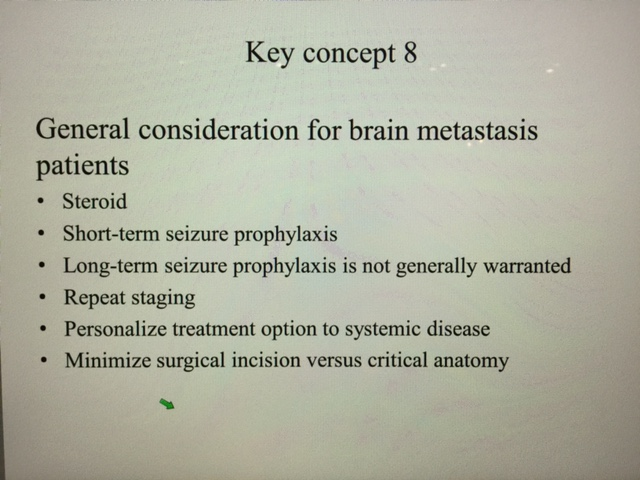 Key concept 8
General consideration for brain metastasis
patients
• Steroid
• Short-term seizure prophylaxis
• Long-term seizure prophylaxis is not generally warranted
• Repeat staging
• Personalize treatment option to systemic disease
• Minimize surgical incision versus critical anatomy